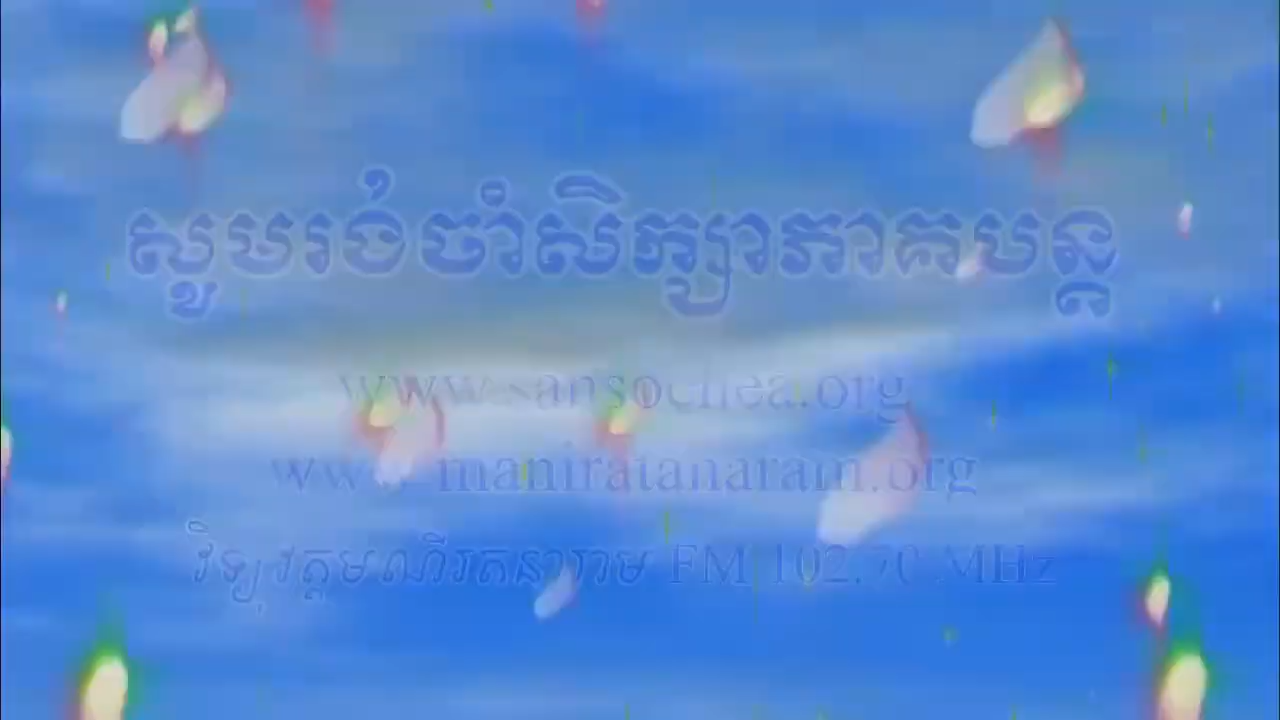 សូមរង់ចាំសិក្សាភាគបន្ត
www.sansochea.org
www.maniratanaram.org
វិទ្យុវត្តមណីរតនារាម FM 102.70 MHz